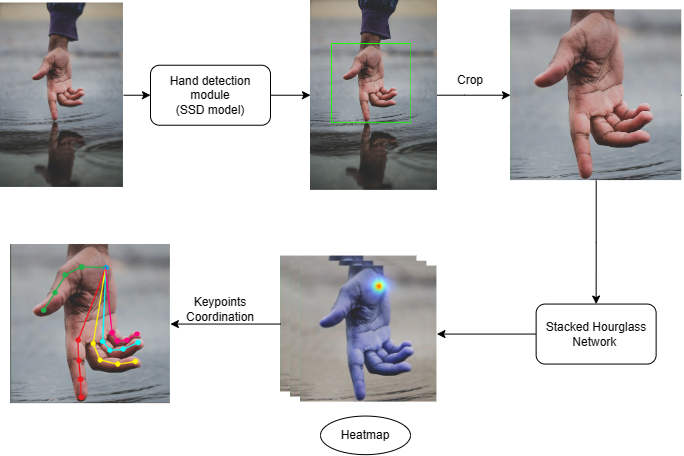 Hand detection
module
(SSD model)
Crop
Stacked Hourglass
Network
Keypoints
Coordination
Heatmap